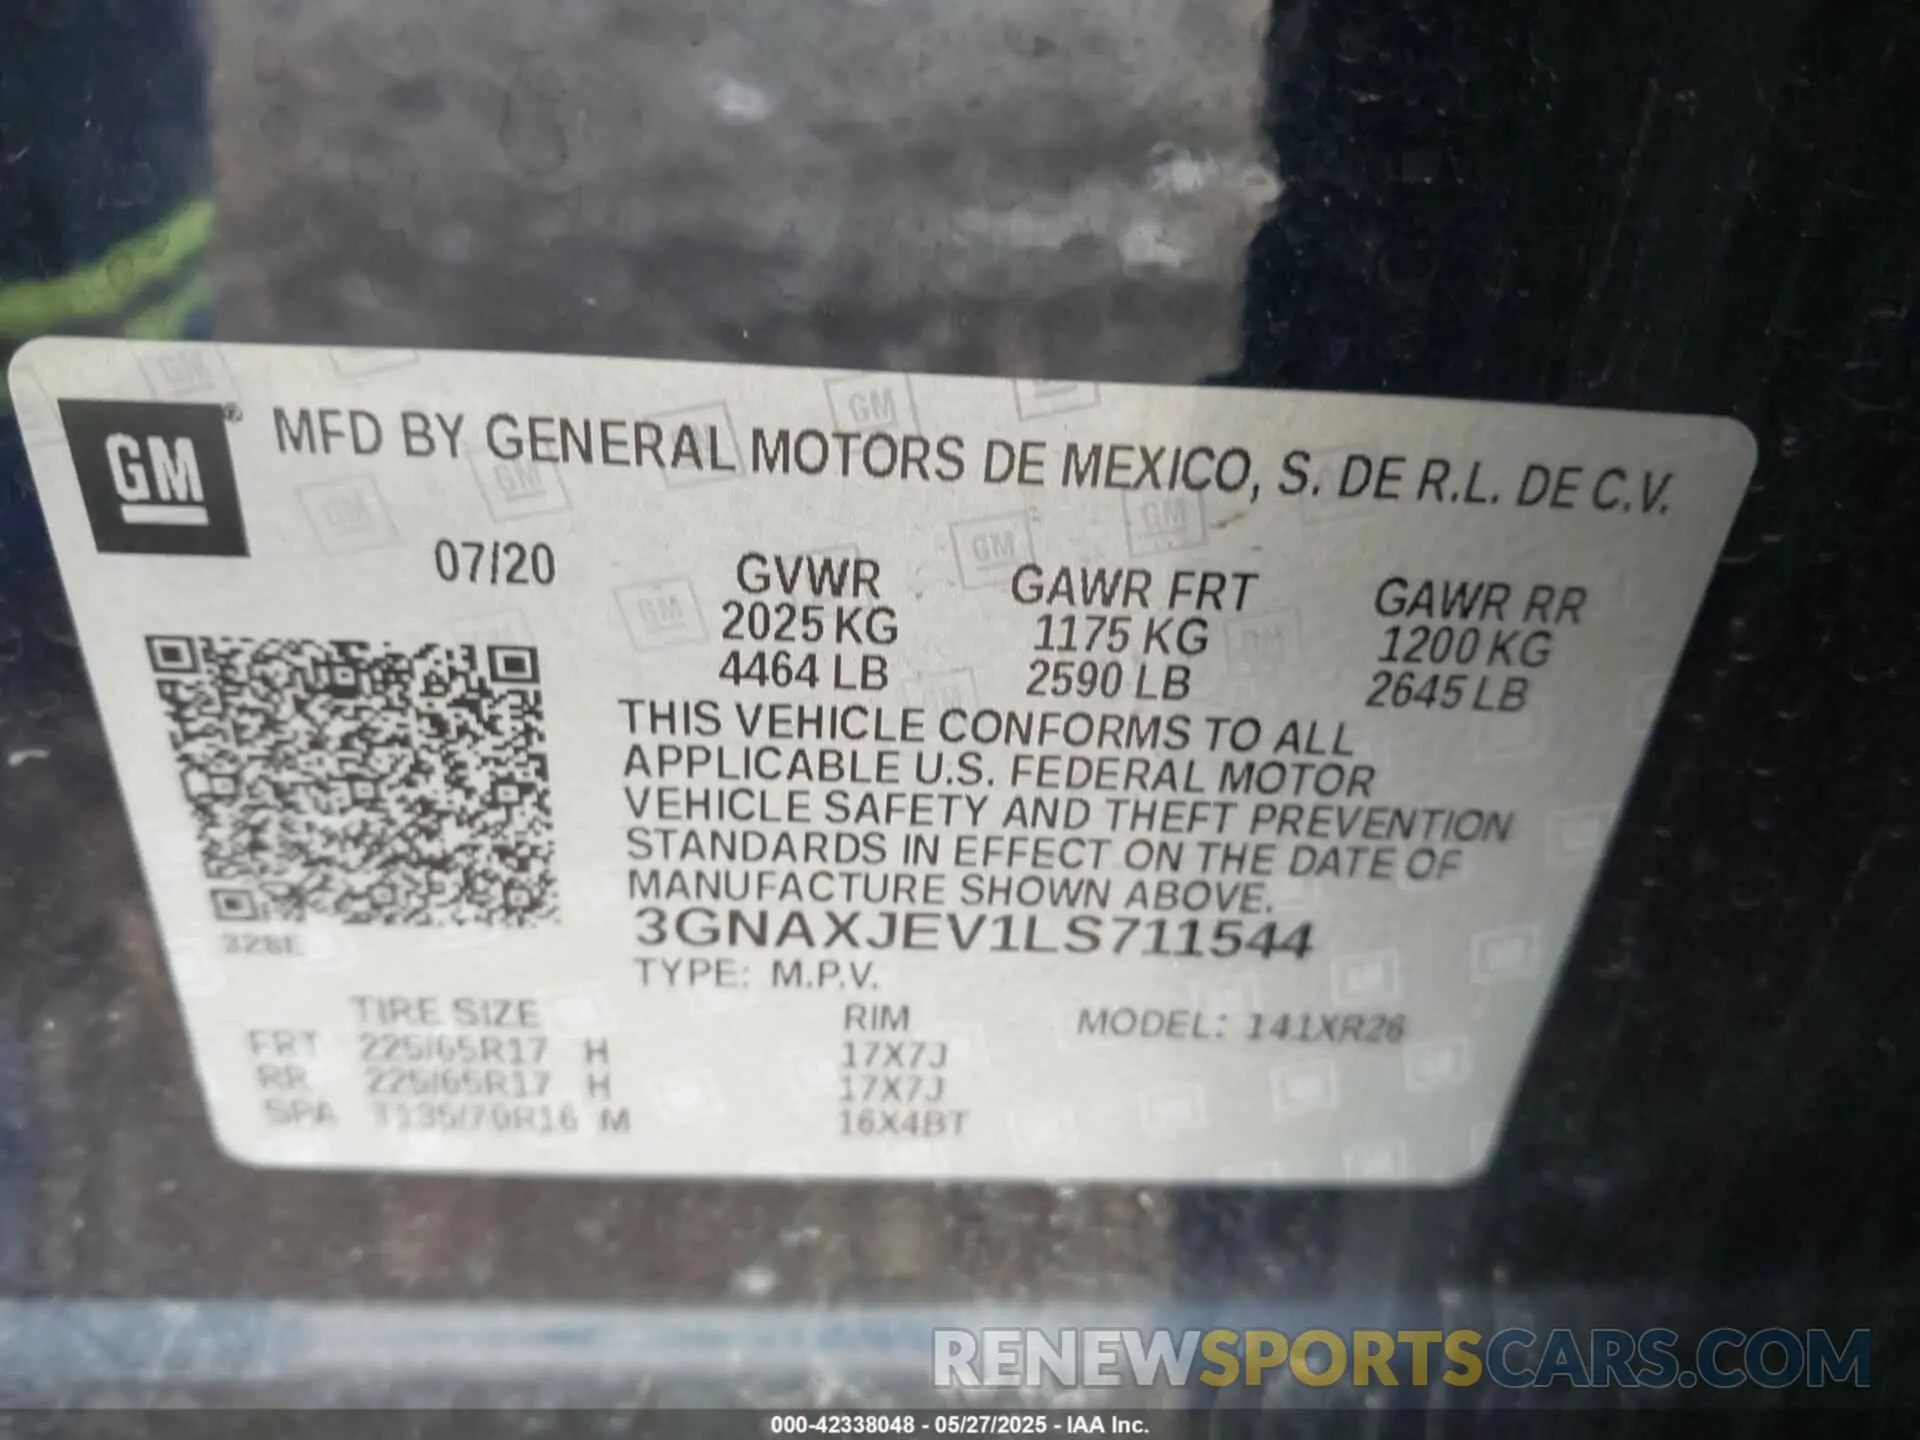 GM® MFD BY GENERAL MOTORS DE MEXICO, S. DE R.L. DE C.V.
07/20 GVWR GAWR FRT GAWR RR
2025 KG 1175 KG 1200 KG
4464 LB 2590 LB 2645 LB
THIS VEHICLE CONFORMS TO ALL
APPLICABLE U.S. FEDERAL MOTOR
VEHICLE SAFETY AND THEFT PREVENTION
STANDARDS IN EFFECT ON THE DATE OF
MANUFACTURE SHOWN ABOVE.
3GNAXJEV1LS711544
328E
TYPE: M.P.V.
TIRE SIZE RIM MODEL: 141XR26
FRT 225/65R17 H 17X7J
RR 225/65R17 H 17X7J
SPA T135/70R16 M 16X4BT
RENEWSPORTSCARS.COM
000-42338048 - 05/27/2025 - IAA Inc.